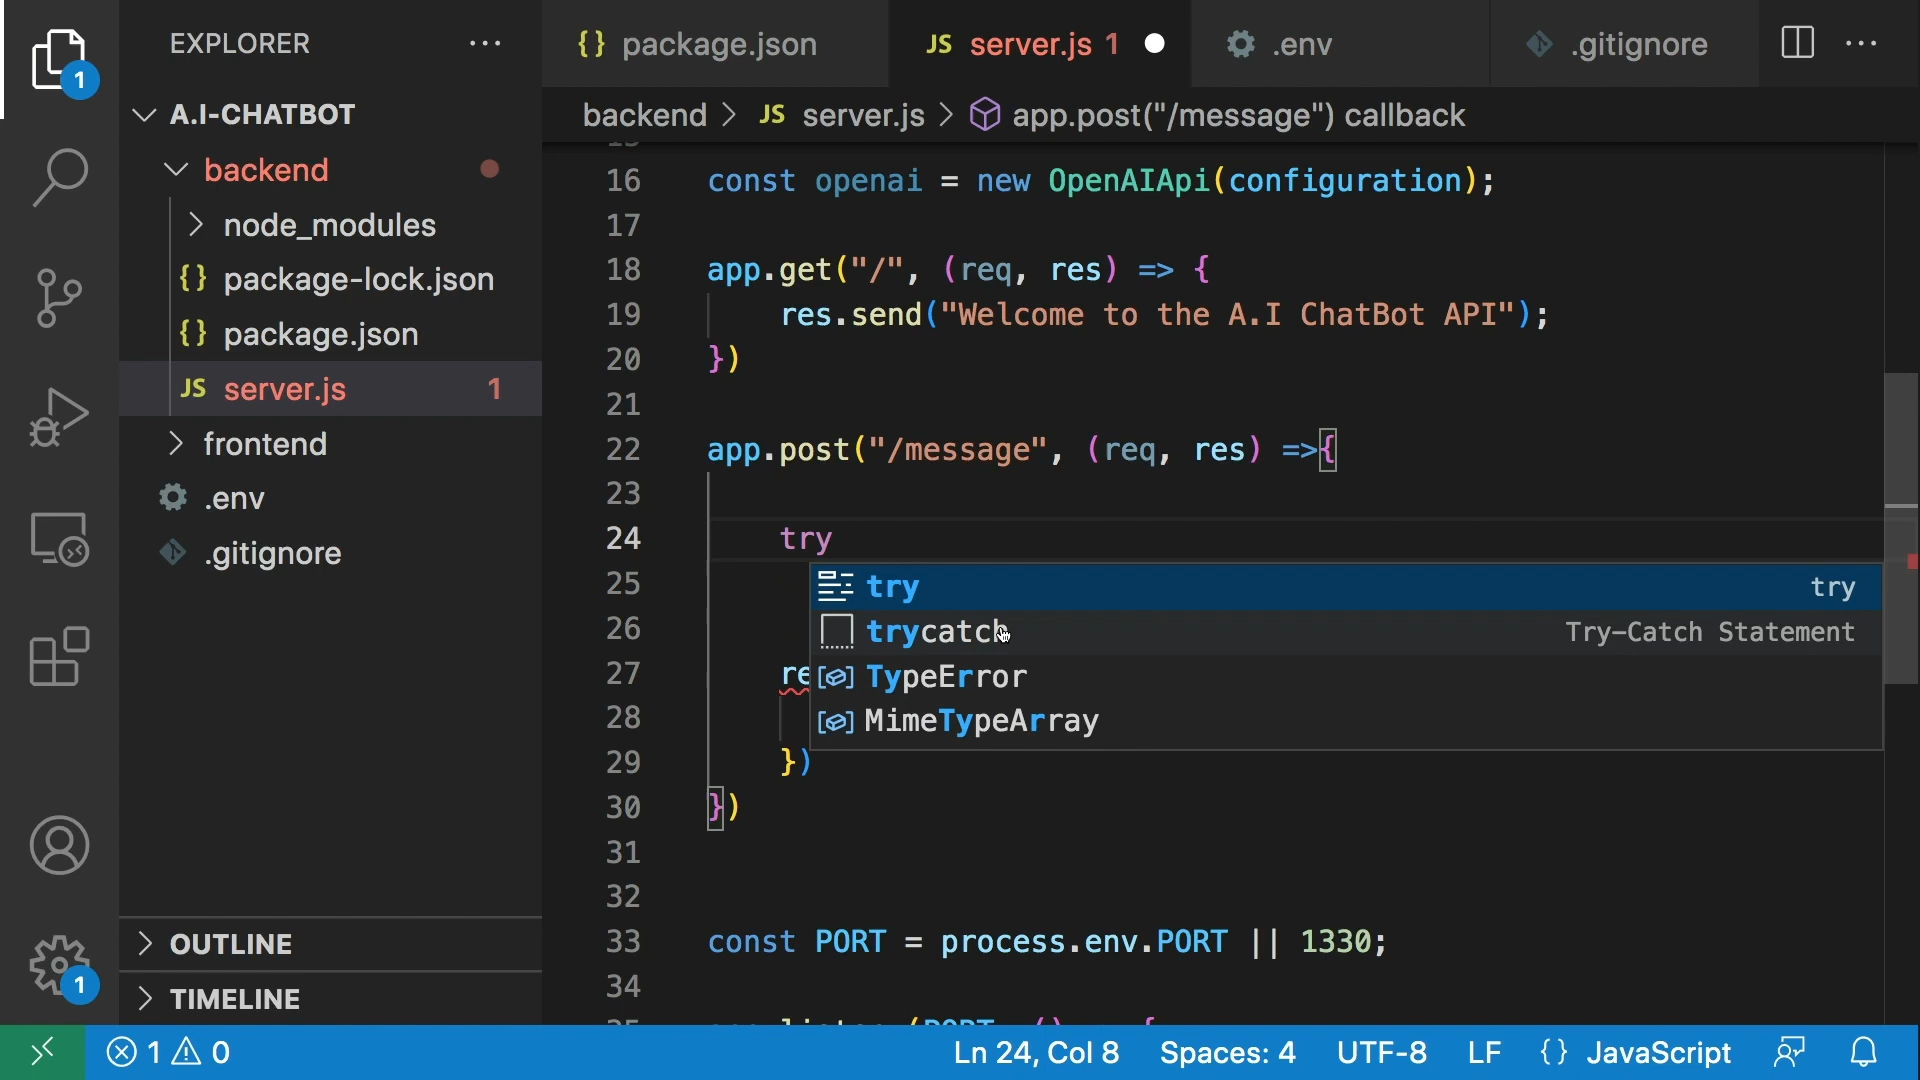 EXPLORER
1
A.I-CHATBOT
backend
node_modules
{} package-lock.json
{} package.json
JS server.js 1
frontend
.env
.gitignore
OUTLINE
TIMELINE
1
{} package.json
JS server.js 1
.env
.gitignore
backend > JS server.js > app.post("/message") callback
16 const openai = new OpenAIApi(configuration);
17
18 app.get("/", (req, res) => {
19 res.send("Welcome to the A.I ChatBot API");
20 })
21
22 app.post("/message", (req, res) =>{
23
24 try
25 try try
26 trycatch Try-Catch Statement
27 re TypeError
28 MimeTypeArray
29 })
30 })
31
32
33 const PORT = process.env.PORT || 1330;
34
1 0 Ln 24, Col 8 Spaces: 4 UTF-8 LF {} JavaScript